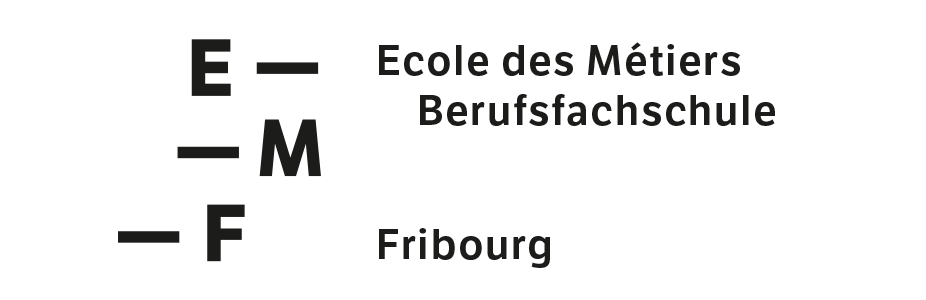 E —
— M
— F
Ecole des Métiers
Berufsfachschule
Fribourg